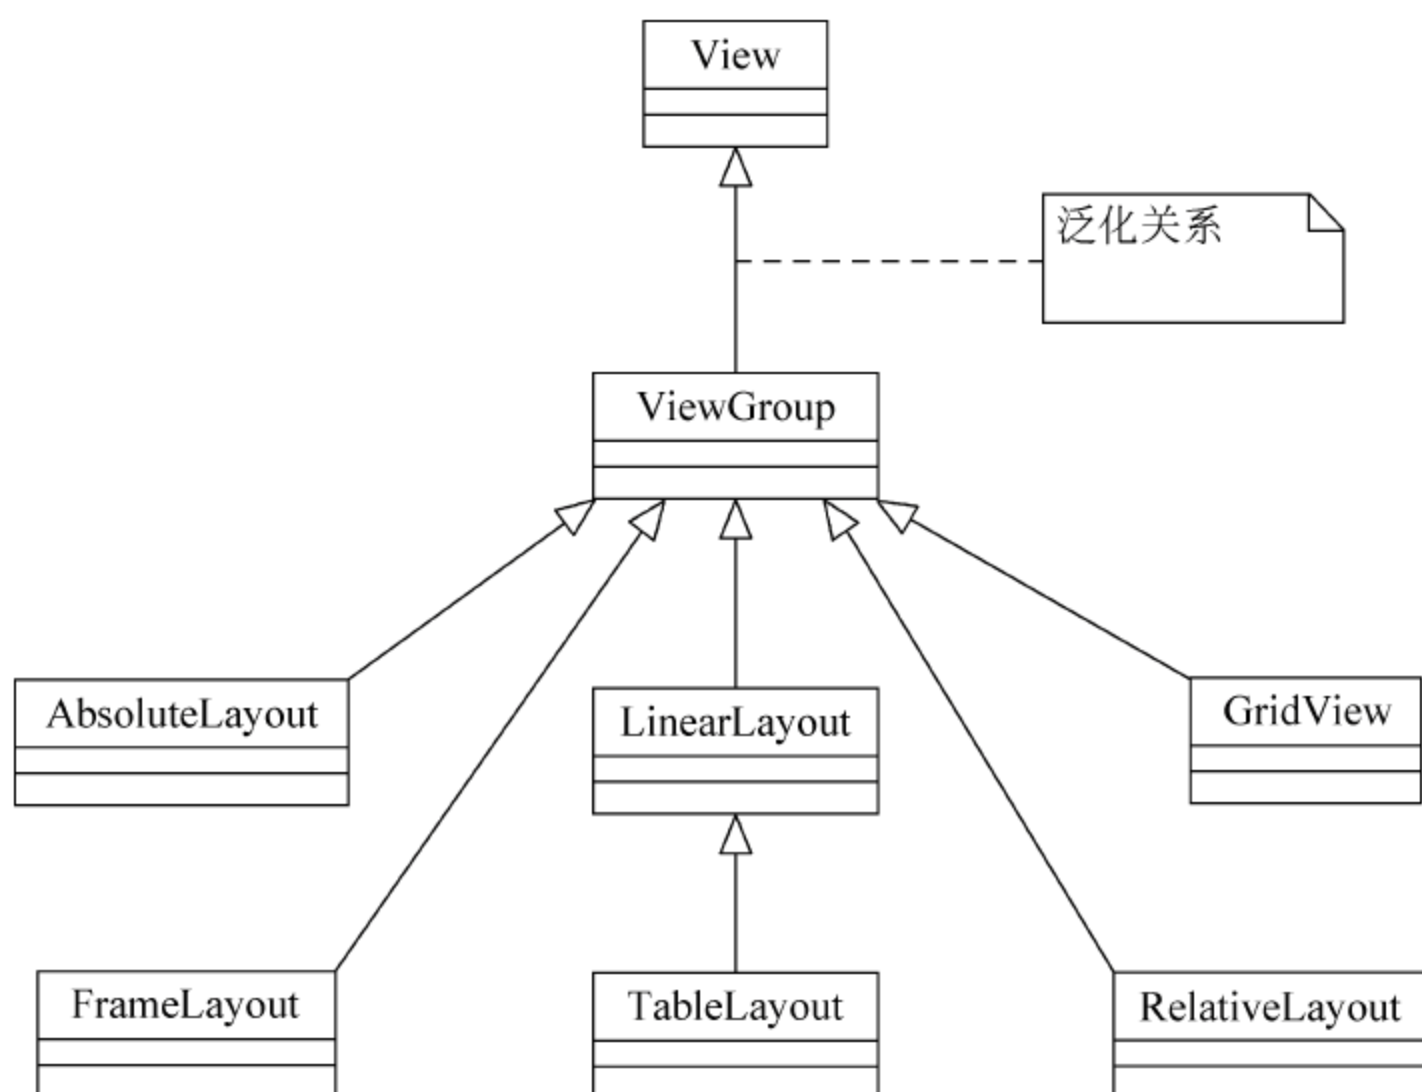 View
泛化关系
ViewGroup
AbsoluteLayout
LinearLayout
GridView
FrameLayout
TableLayout
RelativeLayout